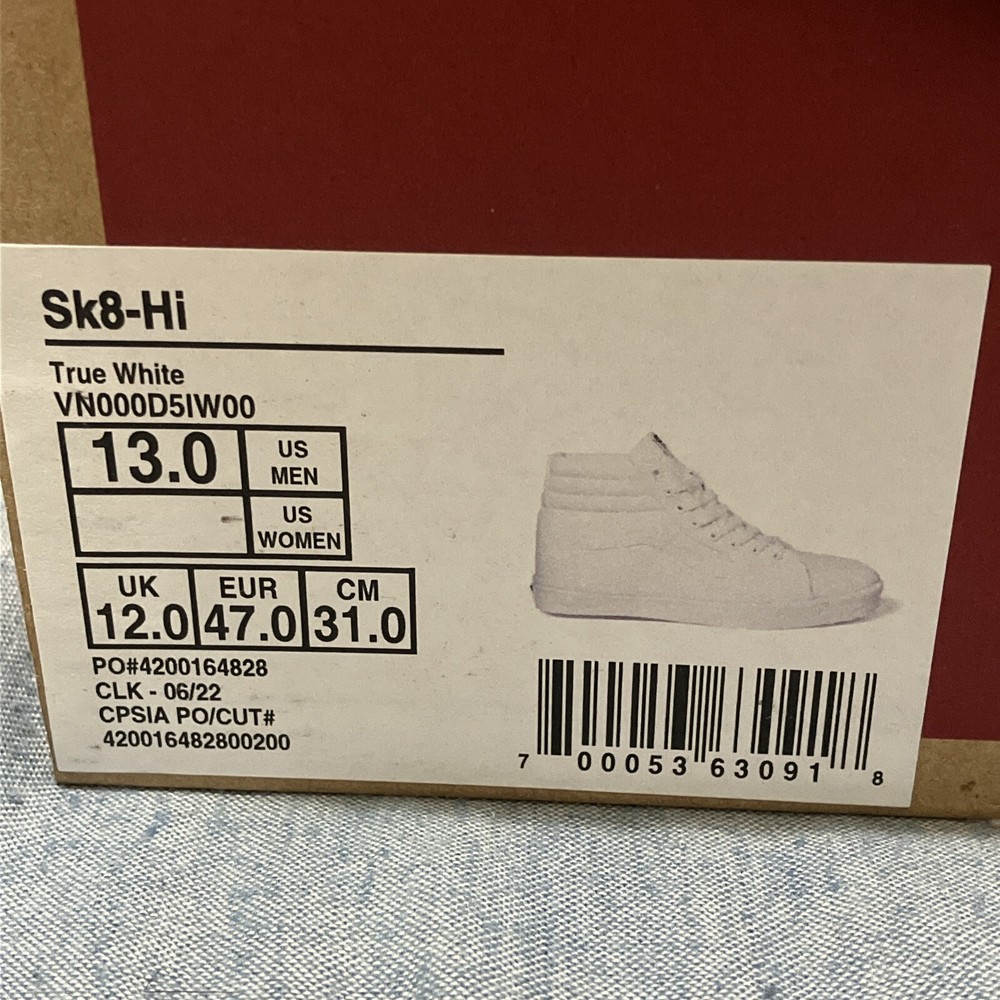 Sk8-Hi
True White
VN000D5IW00
13.0 US MEN
US WOMEN
UK EUR CM
12.0 47.0 31.0
PO#4200164828
CLK - 06/22
CPSIA PO/CUT#
420016482800200
7 00053 63091 8